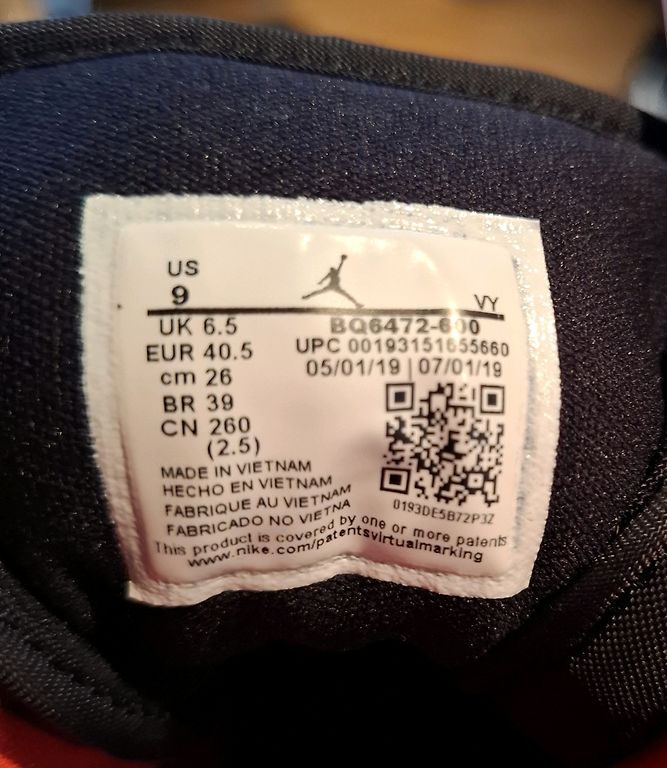 US
9
VY
UK 6.5
BQ6472-600
EUR 40.5
UPC 00193151655660
cm 26
05/01/19 | 07/01/19
BR 39
CN 260
(2.5)
MADE IN VIETNAM
HECHO EN VIETNAM
FABRIQUE AU VIETNAM
FABRICADO NO VIETNA
0193DE5B72P3Z
This product is covered by one or more patents
www.nike.com/patentsvirtualmarking